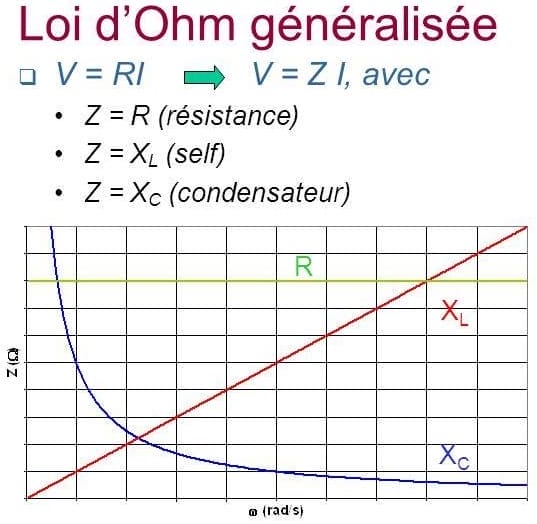 Loi d'Ohm généralisée
❑ V = RI ➡ V = Z I, avec
• Z = R (résistance)
• Z = X_L (self)
• Z = X_C (condensateur)
R
X_L
Z (Ω)
X_C
ω (rad/s)